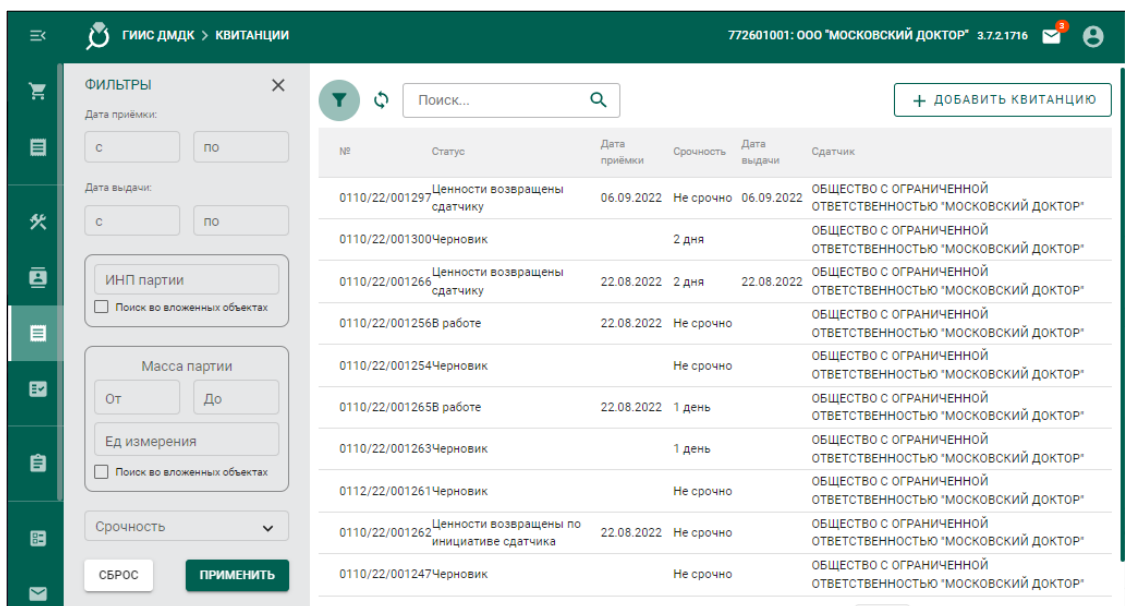 ГИИС ДМДК > КВИТАНЦИИ
772601001: ООО "МОСКОВСКИЙ ДОКТОР" 3.7.2.1716
3
ФИЛЬТРЫ
Дата приёмки:
с по
Дата выдачи:
с по
ИНП партии
Поиск во вложенных объектах
Масса партии
От До
Ед измерения
Поиск во вложенных объектах
Срочность
СБРОС ПРИМЕНИТЬ
Поиск...
+ ДОБАВИТЬ КВИТАНЦИЮ
№ Статус Дата приёмки Срочность Дата выдачи Сдатчик
0110/22/001297 Ценности возвращены сдатчику 06.09.2022 Не срочно 06.09.2022 ОБЩЕСТВО С ОГРАНИЧЕННОЙ ОТВЕТСТВЕННОСТЬЮ "МОСКОВСКИЙ ДОКТОР"
0110/22/001300 Черновик 2 дня ОБЩЕСТВО С ОГРАНИЧЕННОЙ ОТВЕТСТВЕННОСТЬЮ "МОСКОВСКИЙ ДОКТОР"
0110/22/001266 Ценности возвращены сдатчику 22.08.2022 2 дня 22.08.2022 ОБЩЕСТВО С ОГРАНИЧЕННОЙ ОТВЕТСТВЕННОСТЬЮ "МОСКОВСКИЙ ДОКТОР"
0110/22/001256 В работе 22.08.2022 Не срочно ОБЩЕСТВО С ОГРАНИЧЕННОЙ ОТВЕТСТВЕННОСТЬЮ "МОСКОВСКИЙ ДОКТОР"
0110/22/001254 Черновик Не срочно ОБЩЕСТВО С ОГРАНИЧЕННОЙ ОТВЕТСТВЕННОСТЬЮ "МОСКОВСКИЙ ДОКТОР"
0110/22/001265 В работе 22.08.2022 1 день ОБЩЕСТВО С ОГРАНИЧЕННОЙ ОТВЕТСТВЕННОСТЬЮ "МОСКОВСКИЙ ДОКТОР"
0110/22/001263 Черновик 1 день ОБЩЕСТВО С ОГРАНИЧЕННОЙ ОТВЕТСТВЕННОСТЬЮ "МОСКОВСКИЙ ДОКТОР"
0112/22/001261 Черновик Не срочно ОБЩЕСТВО С ОГРАНИЧЕННОЙ ОТВЕТСТВЕННОСТЬЮ "МОСКОВСКИЙ ДОКТОР"
0110/22/001262 Ценности возвращены по инициативе сдатчика 22.08.2022 Не срочно ОБЩЕСТВО С ОГРАНИЧЕННОЙ ОТВЕТСТВЕННОСТЬЮ "МОСКОВСКИЙ ДОКТОР"
0110/22/001247 Черновик Не срочно ОБЩЕСТВО С ОГРАНИЧЕННОЙ ОТВЕТСТВЕННОСТЬЮ "МОСКОВСКИЙ ДОКТОР"